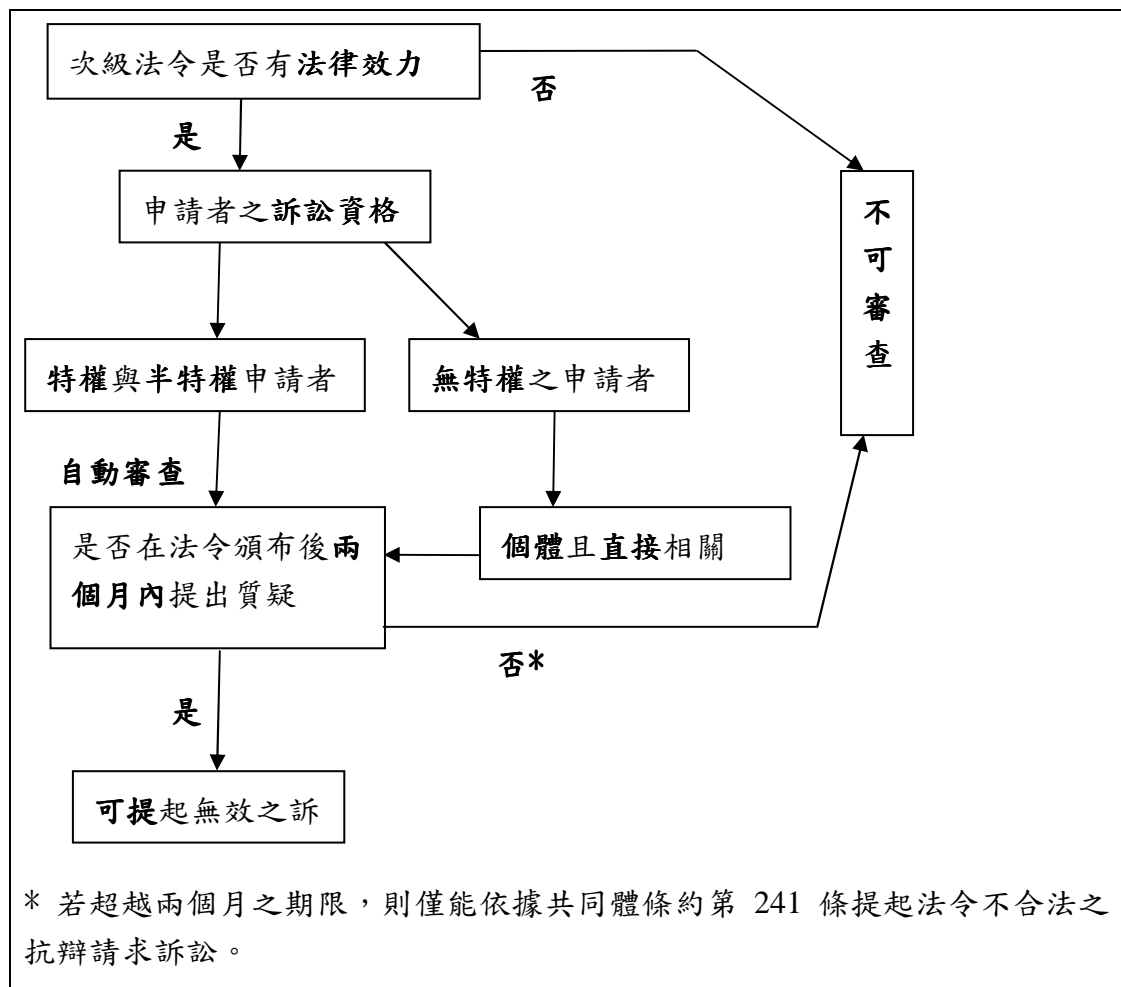 次級法令是否有法律效力
否
是
申請者之訴訟資格
不可審查
特權與半特權申請者
無特權之申請者
自動審查
是否在法令頒布後兩
個月內提出質疑
個體且直接相關
否*
是
可提起無效之訴
* 若超越兩個月之期限，則僅能依據共同體條約第 241 條提起法令不合法之
抗辯請求訴訟。